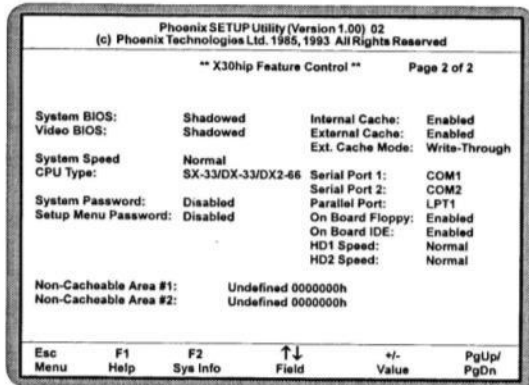 Phoenix SETUP Utility (Version 1.00) 02
(c) Phoenix Technologies Ltd. 1985, 1993 All Rights Reserved
** X30hip Feature Control ** Page 2 of 2
System BIOS: Shadowed Internal Cache: Enabled
Video BIOS: Shadowed External Cache: Enabled
Ext. Cache Mode: Write-Through
System Speed Normal
CPU Type: SX-33/DX-33/DX2-66 Serial Port 1: COM1
Serial Port 2: COM2
System Password: Disabled Parallel Port: LPT1
Setup Menu Password: Disabled On Board Floppy: Enabled
On Board IDE: Enabled
HD1 Speed: Normal
HD2 Speed: Normal
Non-Cacheable Area #1: Undefined 0000000h
Non-Cacheable Area #2: Undefined 0000000h
Esc F1 F2 ↑↓ +/- PgUp/
Menu Help Sys Info Field Value PgDn